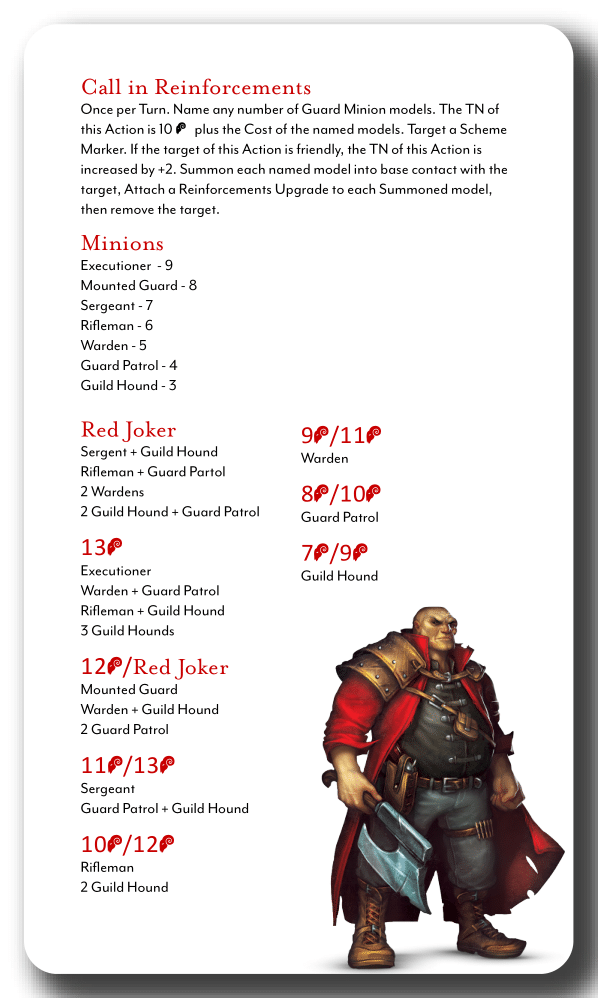 Call in Reinforcements
Once per Turn. Name any number of Guard Minion models. The TN of
this Action is 10 plus the Cost of the named models. Target a Scheme
Marker. If the target of this Action is friendly, the TN of this Action is
increased by +2. Summon each named model into base contact with the
target, Attach a Reinforcements Upgrade to each Summoned model,
then remove the target.
Minions
Executioner - 9
Mounted Guard - 8
Sergeant - 7
Rifleman - 6
Warden - 5
Guard Patrol - 4
Guild Hound - 3
Red Joker
Sergent + Guild Hound
Rifleman + Guard Partol
2 Wardens
2 Guild Hound + Guard Patrol
13
Executioner
Warden + Guard Patrol
Rifleman + Guild Hound
3 Guild Hounds
12/Red Joker
Mounted Guard
Warden + Guild Hound
2 Guard Patrol
11/13
Sergeant
Guard Patrol + Guild Hound
10/12
Rifleman
2 Guild Hound
9/11
Warden
8/10
Guard Patrol
7/9
Guild Hound